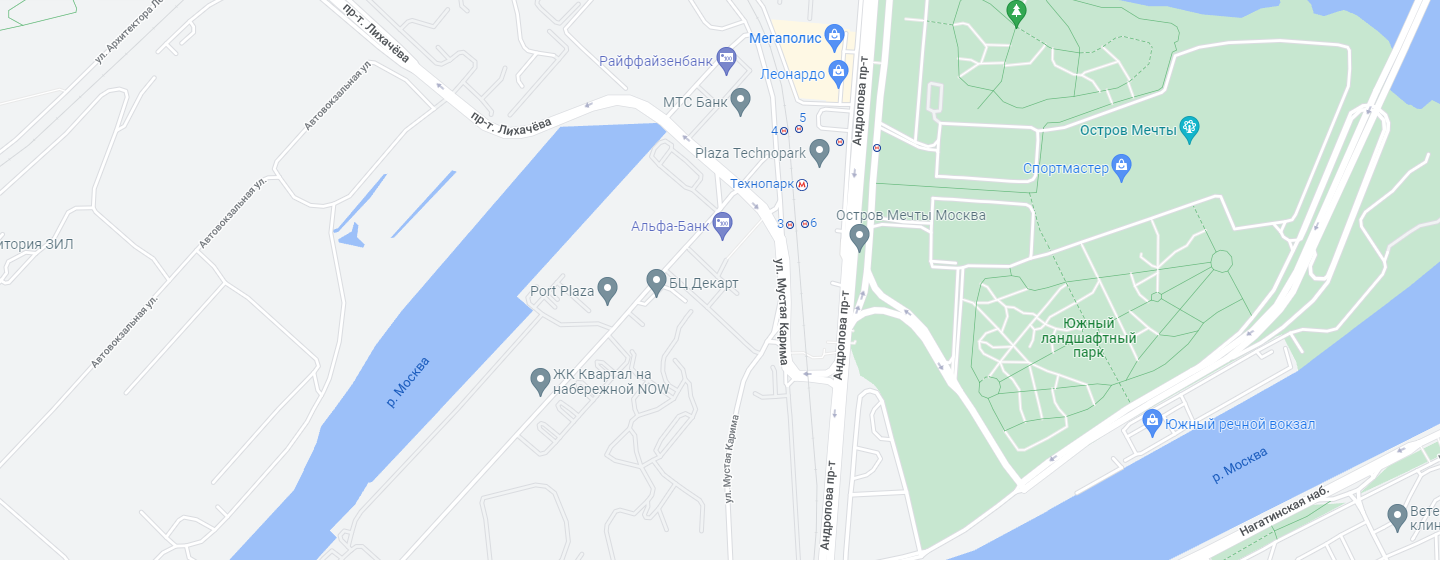 ул. Архитектора
пр-т. Лихачёва
Мегаполис
Райффайзенбанк
Леонардо
Автовокзальная ул
МТС Банк
Андропова пр-т
пр-т. Лихачёва
5
4
Остров Мечты
Plaza Technopark
Спортмастер
Технопарк
Автовокзальная ул.
Остров Мечты Москва
Альфа-Банк
3
6
итория ЗИЛ
ул. Мустая Карима
БЦ Декарт
Port Plaza
Автовокзальная ул.
Андропова пр-т
Южный
ландшафтный
парк
р. Москва
ЖК Квартал на
набережной NOW
Южный речной вокзал
ул. Мустая Карима
р. Москва
Андропова пр-т
Нагатинская наб.
Вете
клин